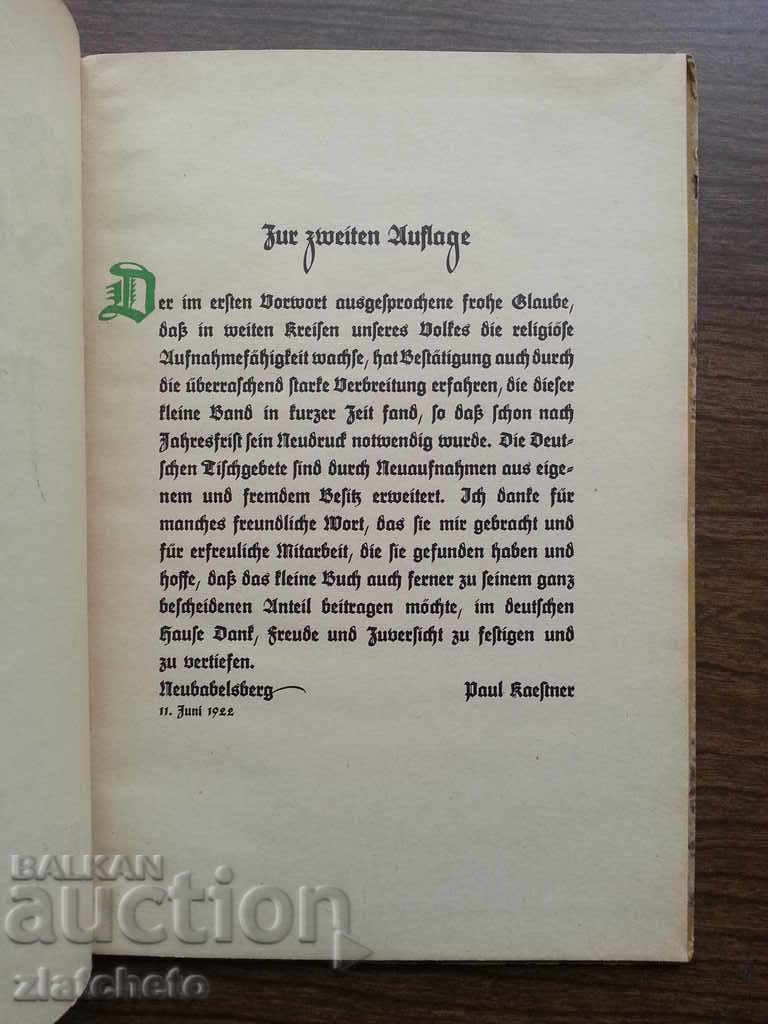 Zur zweiten Auflage
Der im ersten Vorwort ausgesprochene frohe Glaube,
daß in weiten Kreisen unseres Volkes die religiöse
Aufnahmefähigkeit wachse, hat Bestätigung auch durch
die überraschend starke Verbreitung erfahren, die dieser
kleine Band in kurzer Zeit fand, so daß schon nach
Jahresfrist sein Neudruck notwendig wurde. Die Deut-
schen Tischgebete sind durch Neuaufnahmen aus eige-
nem und fremdem Besitz erweitert. Ich danke für
manches freundliche Wort, das sie mir gebracht und
für erfreuliche Mitarbeit, die sie gefunden haben und
hoffe, daß das kleine Buch auch ferner zu seinem ganz
bescheidenen Anteil beitragen möchte, im deutschen
Hause Dank, Freude und Zuversicht zu festigen und
zu vertiefen.
Neubabelsberg Paul Kaestner
11. Juni 1922
BALKAN
auction
zlatcheto